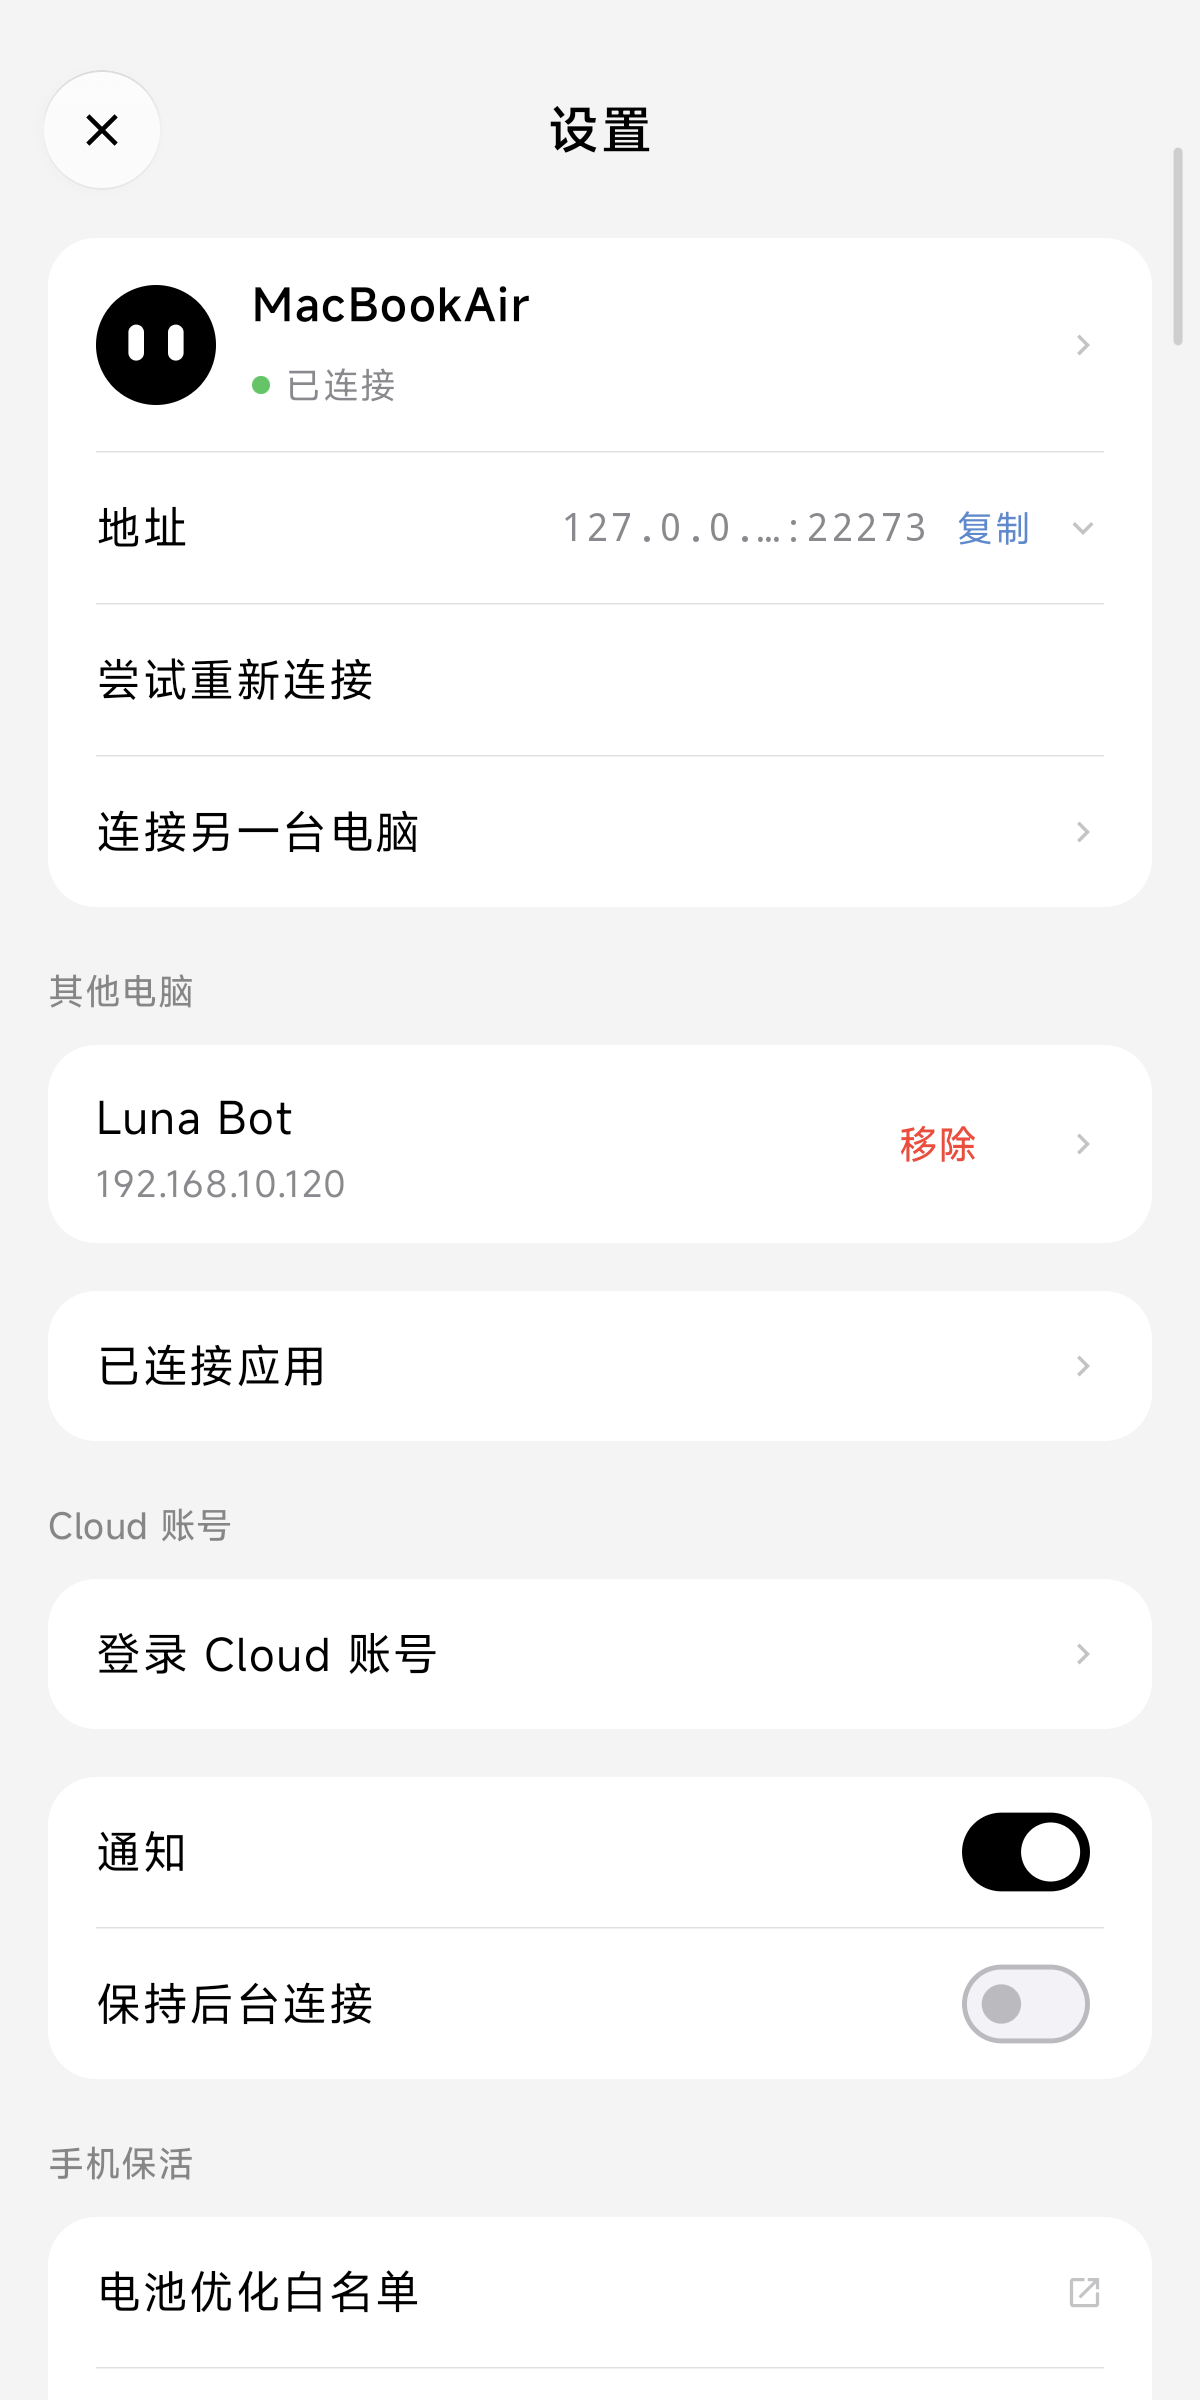 设置
MacBookAir
已连接
地址 127.0.0.…:22273 复制
尝试重新连接
连接另一台电脑
其他电脑
Luna Bot
192.168.10.120
移除
已连接应用
Cloud 账号
登录 Cloud 账号
通知
保持后台连接
手机保活
电池优化白名单